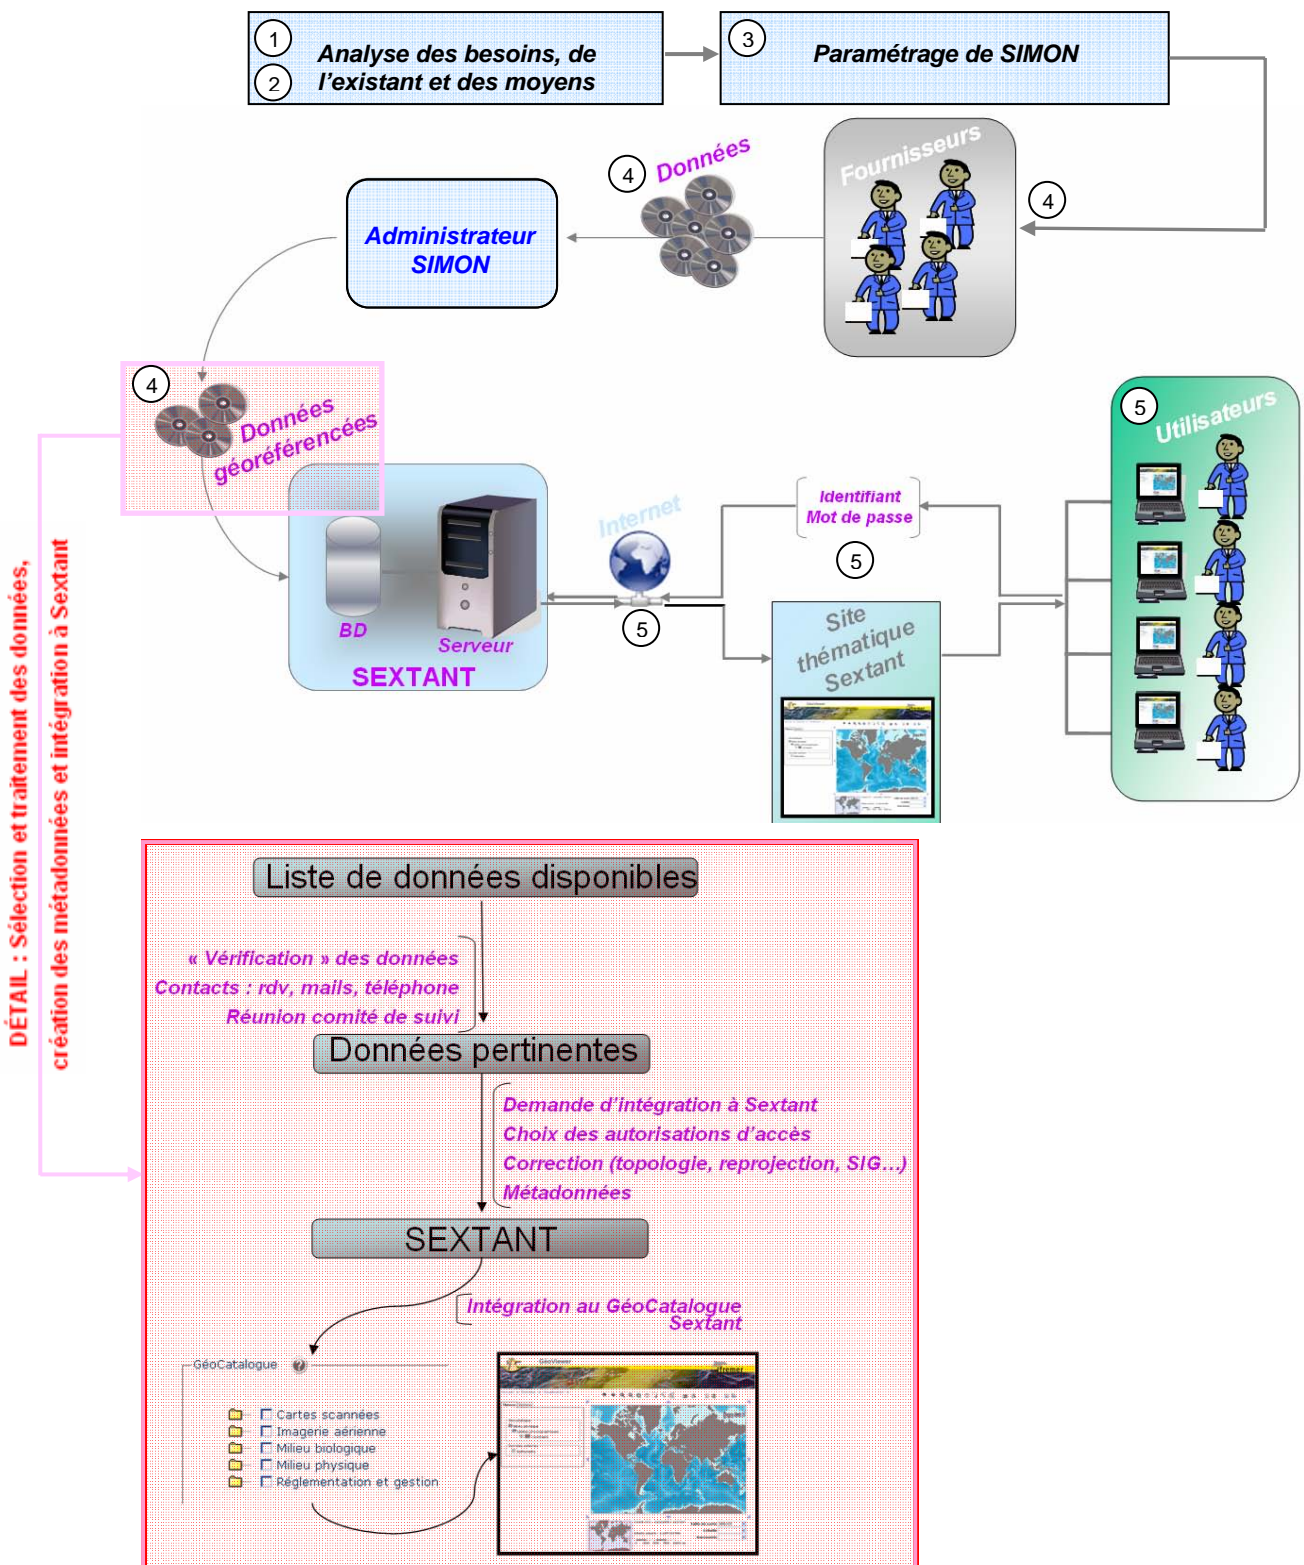 1
2
Analyse des besoins, de
l'existant et des moyens
3
Paramétrage de SIMON
4
Données
Fournisseurs
4
Administrateur
SIMON
4
Données
géoréférencées
BD
Serveur
SEXTANT
Internet
5
Identifiant
Mot de passe
5
Site
thématique
Sextant
5
Utilisateurs
DÉTAIL : Sélection et traitement des données,
création des métadonnées et intégration à Sextant
Liste de données disponibles
« Vérification » des données
Contacts : rdv, mails, téléphone
Réunion comité de suivi
Données pertinentes
Demande d'intégration à Sextant
Choix des autorisations d'accès
Correction (topologie, reprojection, SIG...)
Métadonnées
SEXTANT
Intégration au GéoCatalogue
Sextant
GéoCatalogue ?
Cartes scannées
Imagerie aérienne
Milieu biologique
Milieu physique
Réglementation et gestion
GeoViewer